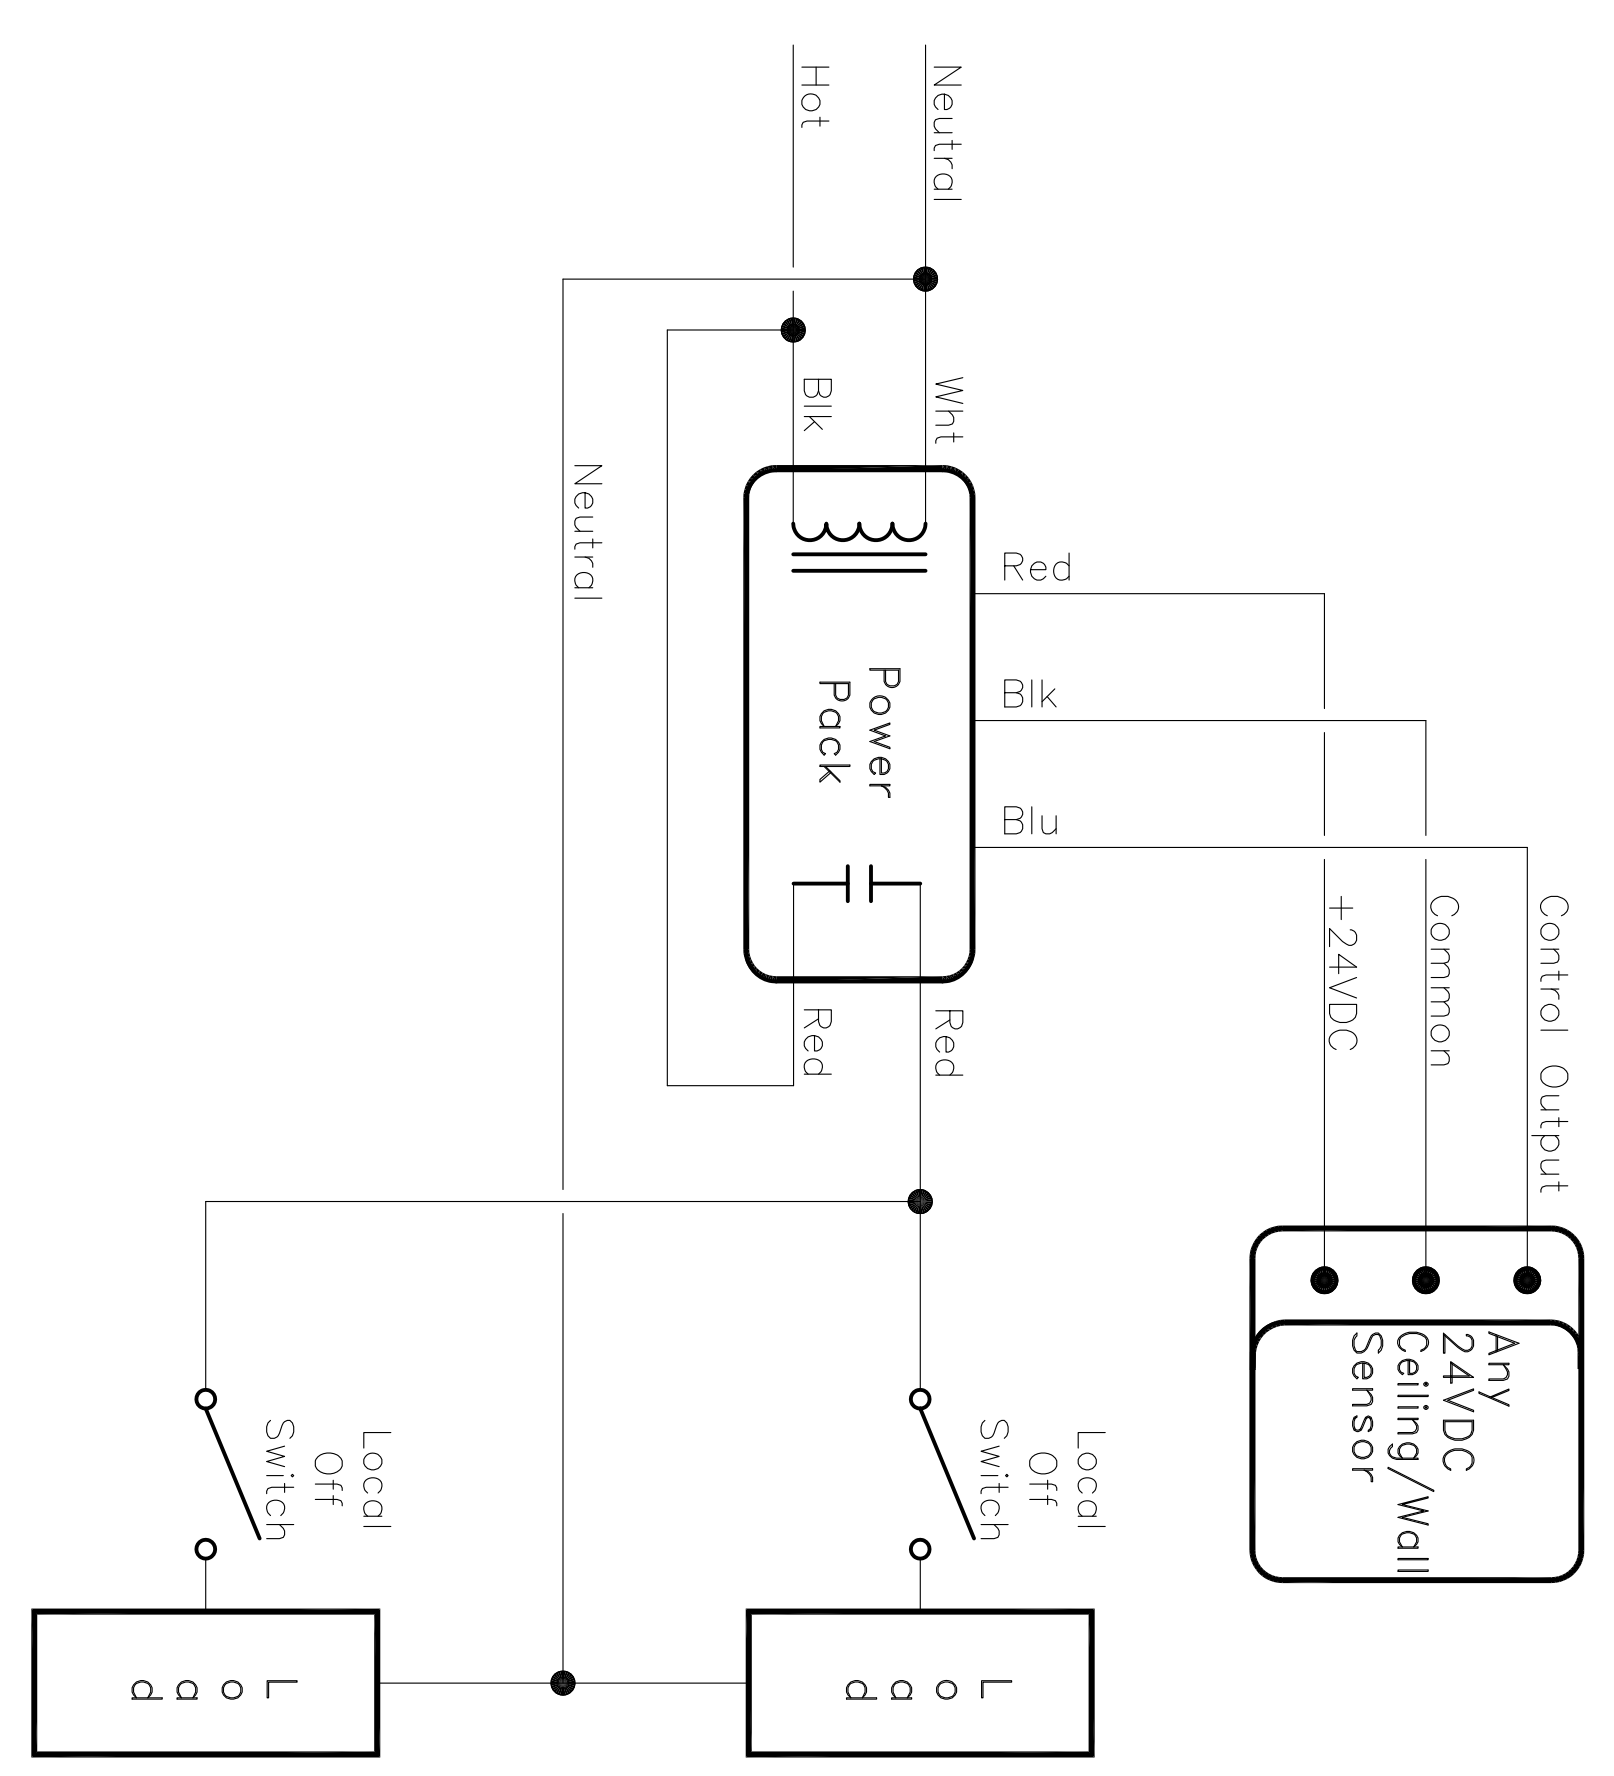 Hot
Neutral
Blk
Wht
Neutral
Red
Blk
Blu
Power
Pack
+24VDC
Common
Control Output
Red
Red
Any
24VDC
Ceiling/Wall
Sensor
Local
Off
Switch
Local
Off
Switch
Load
Load